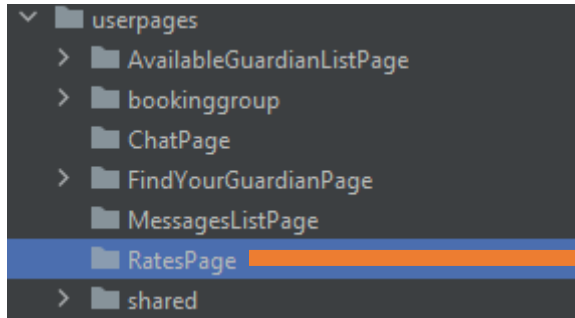 userpages
AvailableGuardianListPage
bookinggroup
ChatPage
FindYourGuardianPage
MessagesListPage
RatesPage
shared